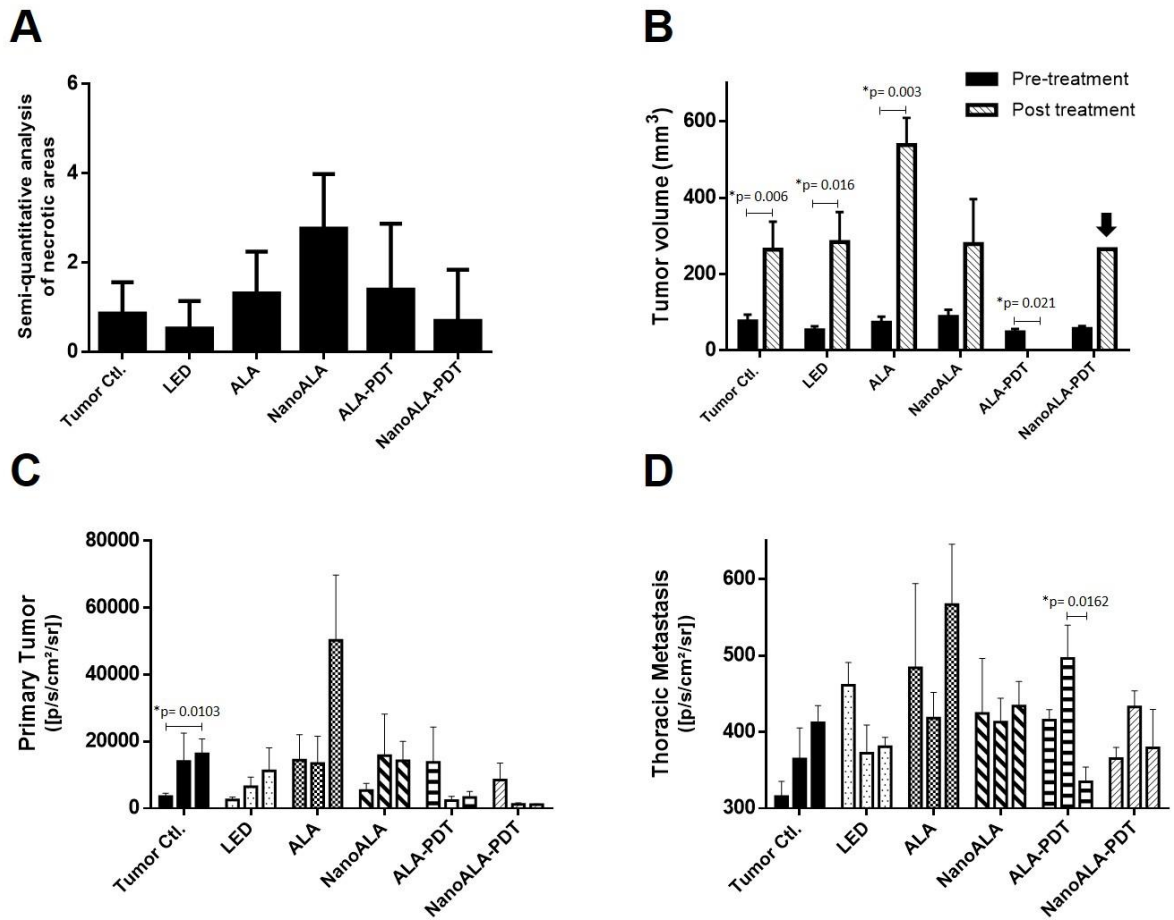 A
Semi-quantitative analysis
of necrotic areas
6
4
2
0
Tumor Ctl.
LED
ALA
NanoALA
ALA-PDT
NanoALA-PDT
B
Tumor volume (mm³)
600
400
200
0
Pre-treatment
Post treatment
*p= 0.006
*p= 0.016
*p= 0.003
*p= 0.021
Tumor Ctl.
LED
ALA
NanoALA
ALA-PDT
NanoALA-PDT
C
Primary Tumor
([p/s/cm²/sr])
80000
60000
40000
20000
0
*p= 0.0103
Tumor Ctl.
LED
ALA
NanoALA
ALA-PDT
NanoALA-PDT
D
Thoracic Metastasis
([p/s/cm²/sr])
600
500
400
300
*p= 0.0162
Tumor Ctl.
LED
ALA
NanoALA
ALA-PDT
NanoALA-PDT